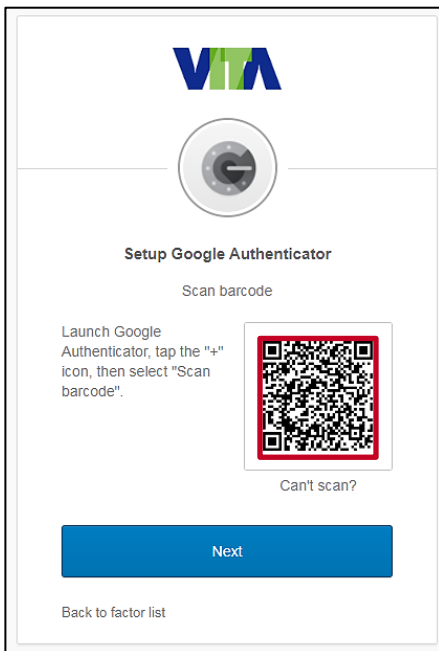 VITA
Setup Google Authenticator
Scan barcode
Launch Google
Authenticator, tap the "+"
icon, then select "Scan
barcode".
Can't scan?
Next
Back to factor list